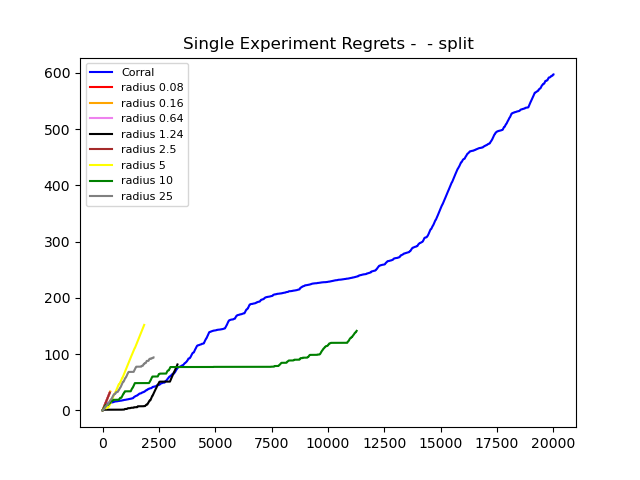 Single Experiment Regrets -  - split
600
500
400
300
200
100
0
Corral
radius 0.08
radius 0.16
radius 0.64
radius 1.24
radius 2.5
radius 5
radius 10
radius 25
0 2500 5000 7500 10000 12500 15000 17500 20000